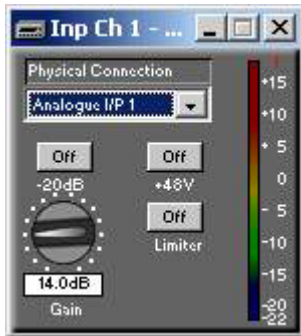 Inp Ch 1 - ...
Physical Connection
Analogue I/P 1
Off
Off
-20dB
+48V
Off
Limiter
14.0dB
Gain
+15
+10
+ 5
0
- 5
-10
-15
-20
-22